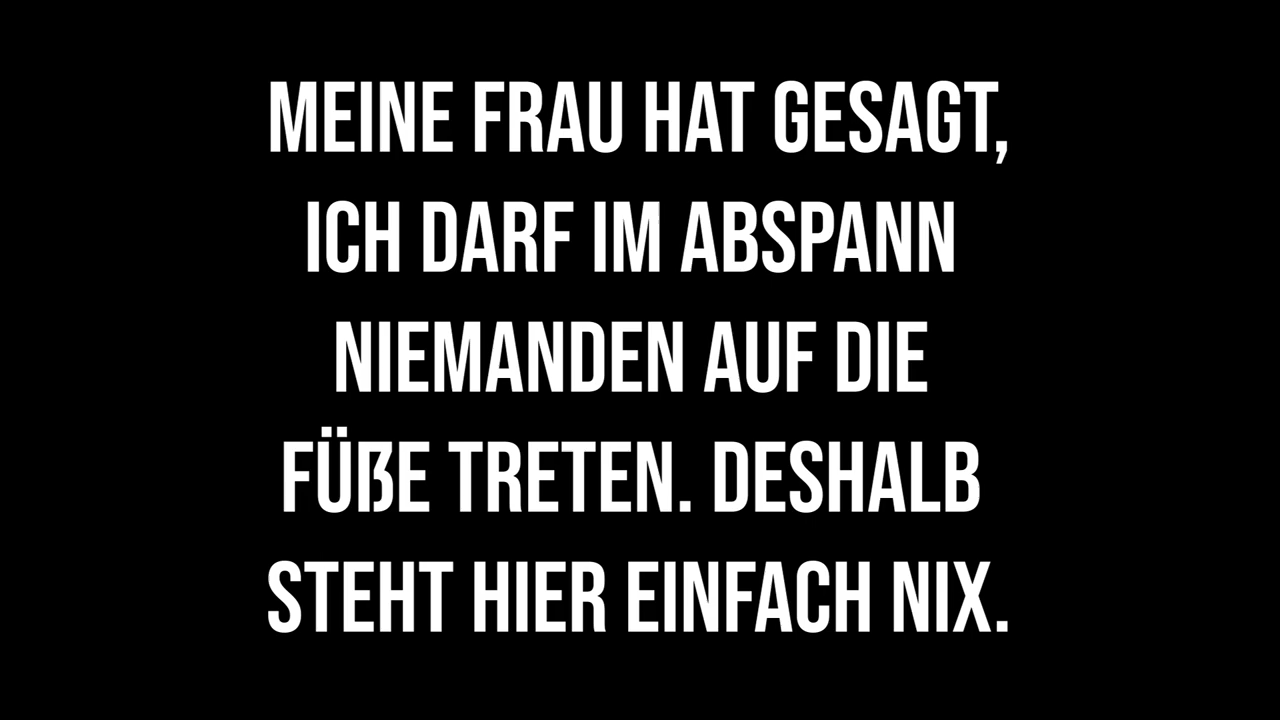 MEINE FRAU HAT GESAGT,
ICH DARF IM ABSPANN
NIEMANDEN AUF DIE
FÜßE TRETEN. DESHALB
STEHT HIER EINFACH NIX.